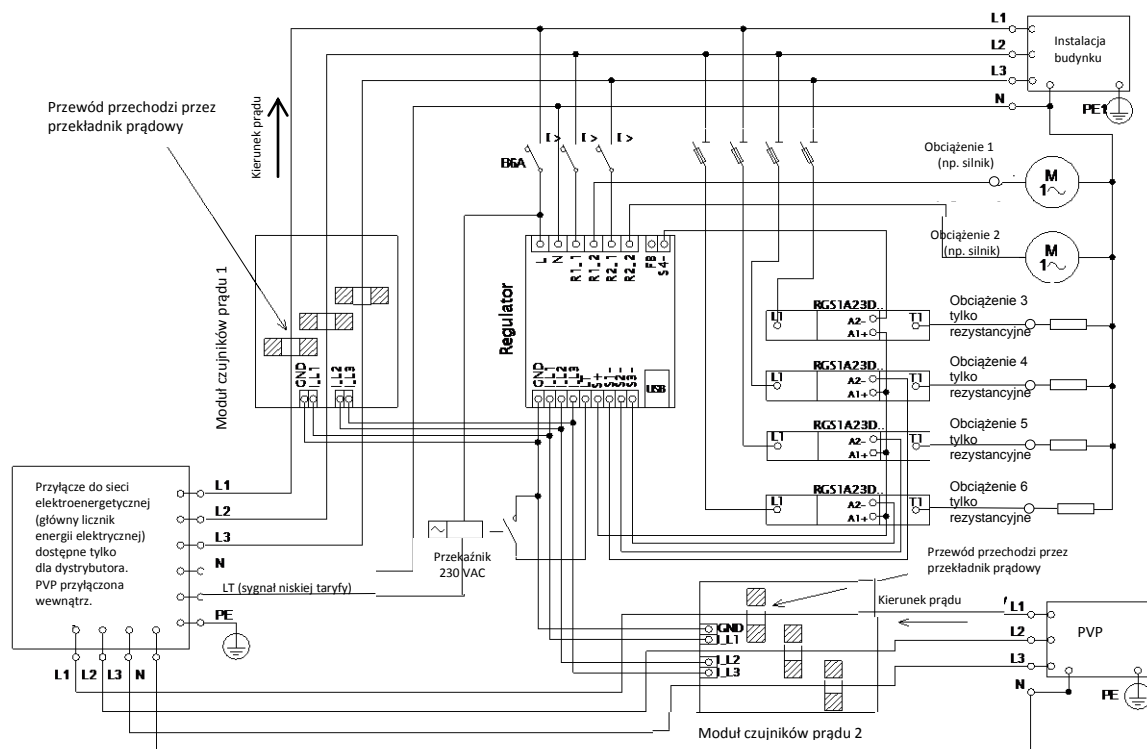 L1
L2
L3
N
Instalacja
budynku
PE1
Przewód przechodzi przez
przekładnik prądowy
Kierunek prądu
I >
I >
I >
B6A
Obciążenie 1
(np. silnik)
M
1~
Obciążenie 2
(np. silnik)
M
1~
Moduł czujników prądu 1
GND
I_L1
I_L2
I_L3
Regulator
L
N
R1_1
R1_2
R2_1
R2_2
FB
S4-
GND
I_L1
I_L2
I_L3
LT
S+
S1-
S2-
S3-
USB
RGS1A23D..
L1
A2-
A1+
T1
Obciążenie 3
tylko
rezystancyjne
RGS1A23D..
L1
A2-
A1+
T1
Obciążenie 4
tylko
rezystancyjne
RGS1A23D..
L1
A2-
A1+
T1
Obciążenie 5
tylko
rezystancyjne
RGS1A23D..
L1
A2-
A1+
T1
Obciążenie 6
tylko
rezystancyjne
Przyłącze do sieci
elektroenergetycznej
(główny licznik
energii elektrycznej)
dostępne tylko
dla dystrybutora.
PVP przyłączona
wewnątrz.
L1
L2
L3
N
LT (sygnał niskiej taryfy)
PE
L1
L2
L3
N
Przekaźnik
230 VAC
Przewód przechodzi przez
przekładnik prądowy
Kierunek prądu
GND
I_L1
I_L2
I_L3
Moduł czujników prądu 2
L1
L2
L3
N
PVP
PE